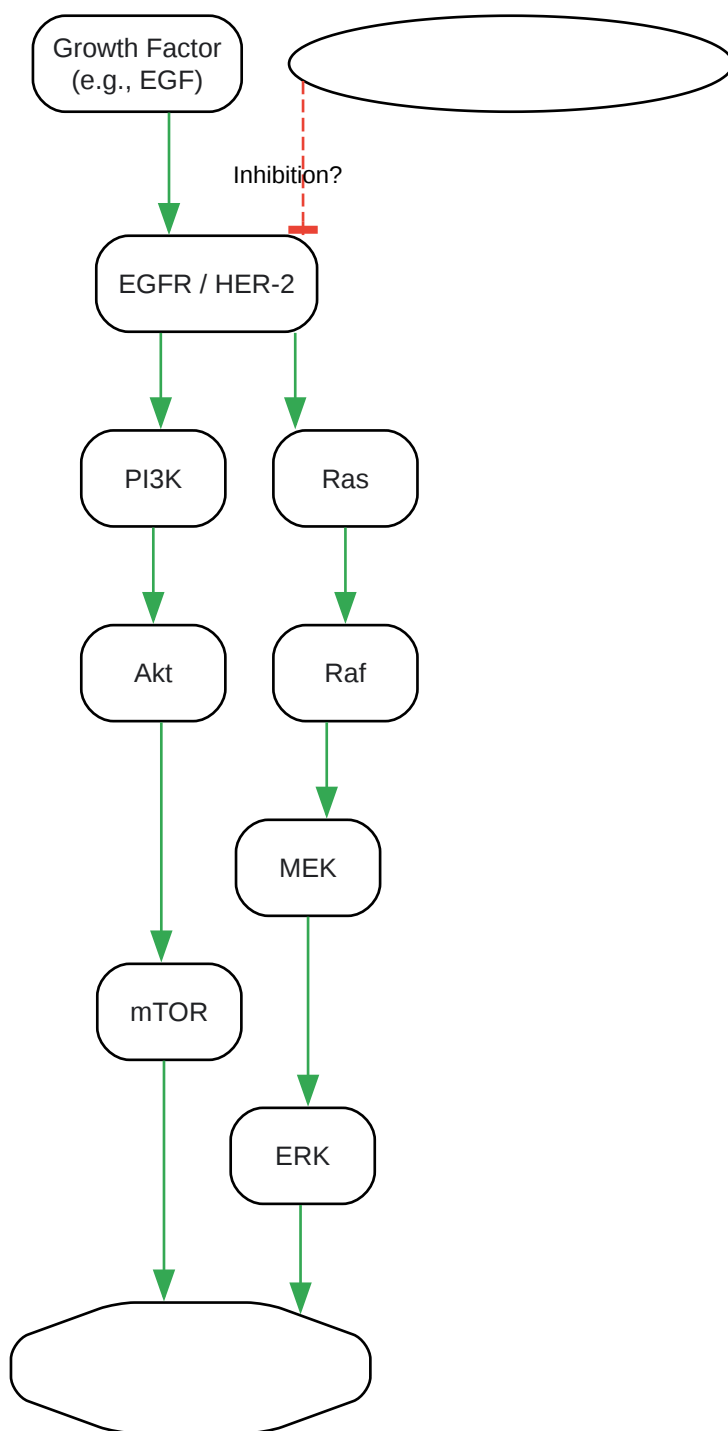 Growth Factor
(e.g., EGF)
Inhibition?
EGFR / HER-2
PI3K
Ras
Akt
Raf
MEK
mTOR
ERK